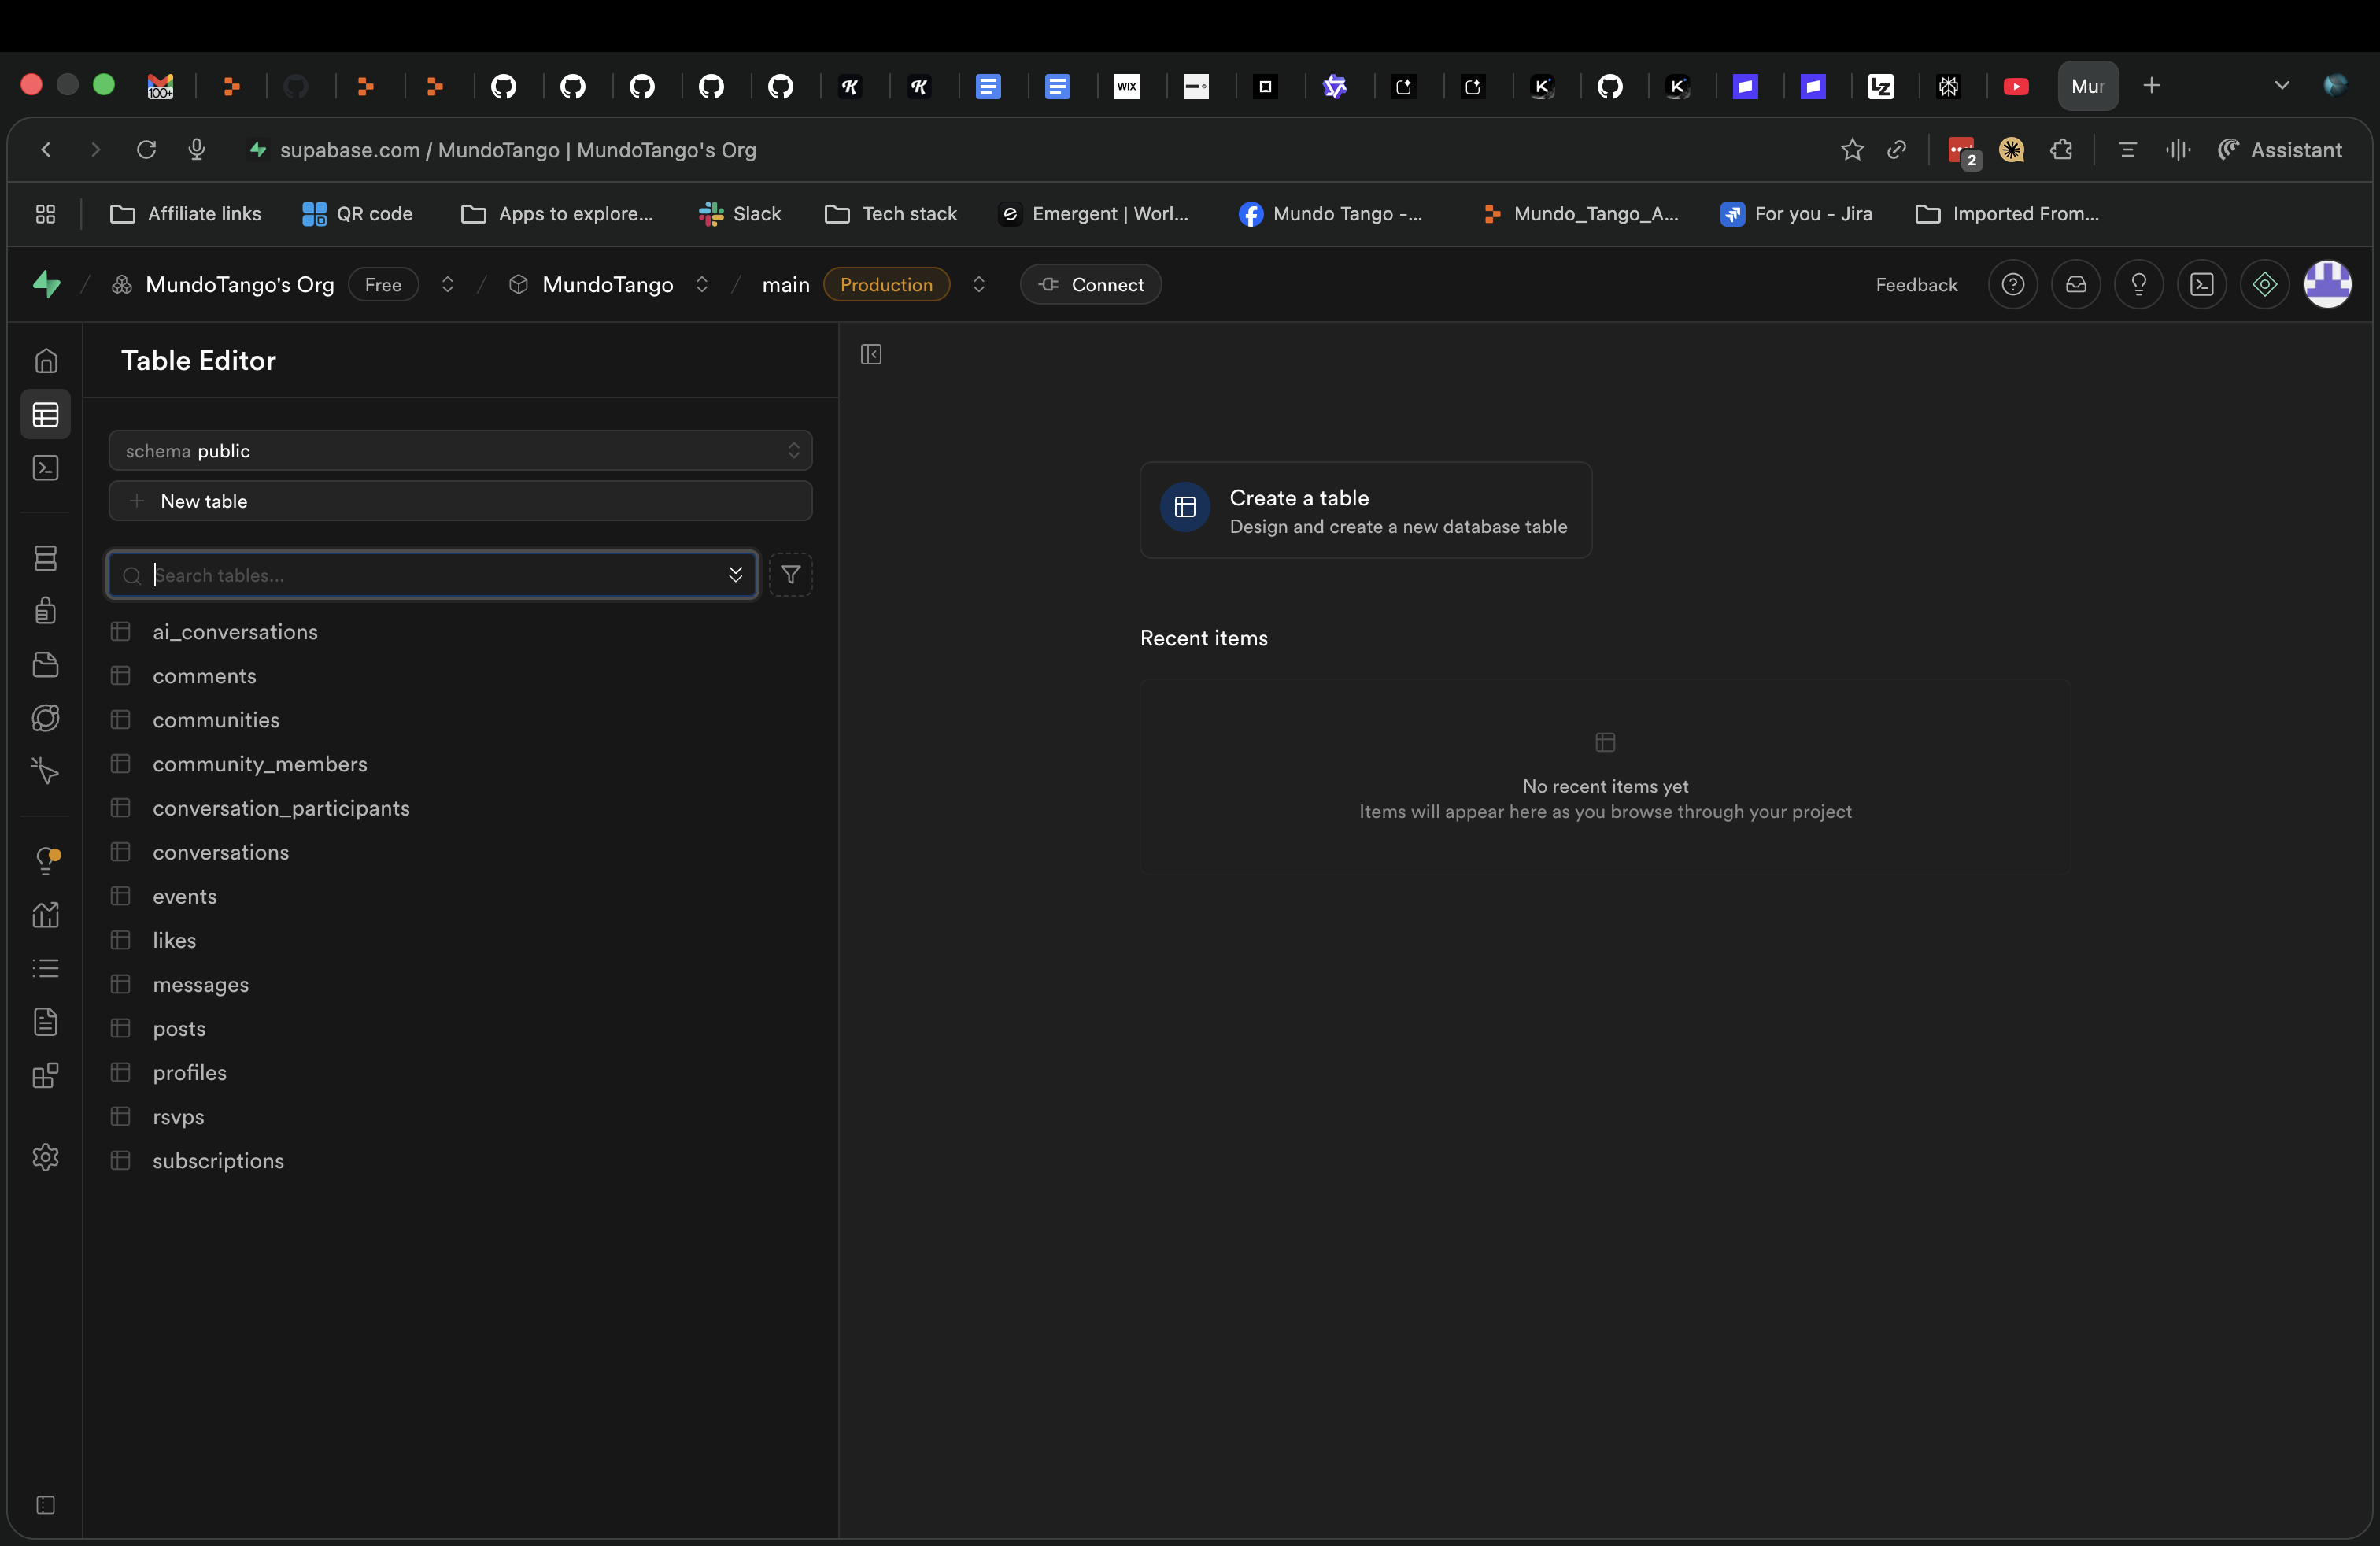 100+
WIX
LZ
Mur
supabase.com / MundoTango | MundoTango's Org
2
Assistant
Affiliate links
QR code
Apps to explore...
Slack
Tech stack
Emergent | Worl...
Mundo Tango -...
Mundo_Tango_A...
For you - Jira
Imported From...
MundoTango's Org
Free
MundoTango
main
Production
Connect
Feedback
Table Editor
schema public
New table
Search tables...
ai_conversations
comments
communities
community_members
conversation_participants
conversations
events
likes
messages
posts
profiles
rsvps
subscriptions
Create a table
Design and create a new database table
Recent items
No recent items yet
Items will appear here as you browse through your project